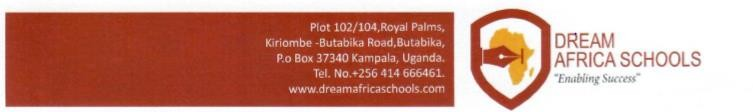 Plot 102/104,Royal Palms,
Kiriombe -Butabika Road,Butabika,
P.o Box 37340 Kampala, Uganda.
Tel. No.+256 414 666461.
www.dreamafricaschools.com
DREAM
AFRICA SCHOOLS
"Enabling Success"